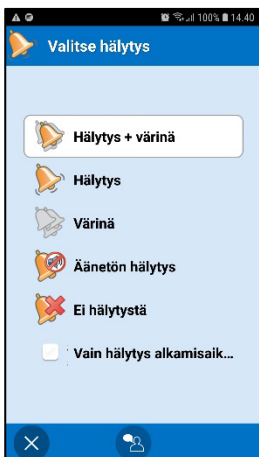 100% 14.40
Valitse hälytys
Hälytys + värinä
Hälytys
Värinä
Äänetön hälytys
Ei hälytystä
Vain hälytys alkamisaik...